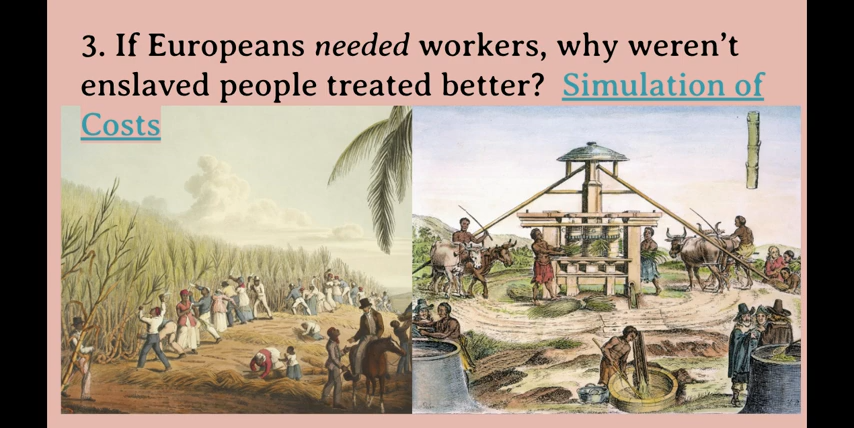 3. If Europeans needed workers, why weren’t
enslaved people treated better? Simulation of
Costs